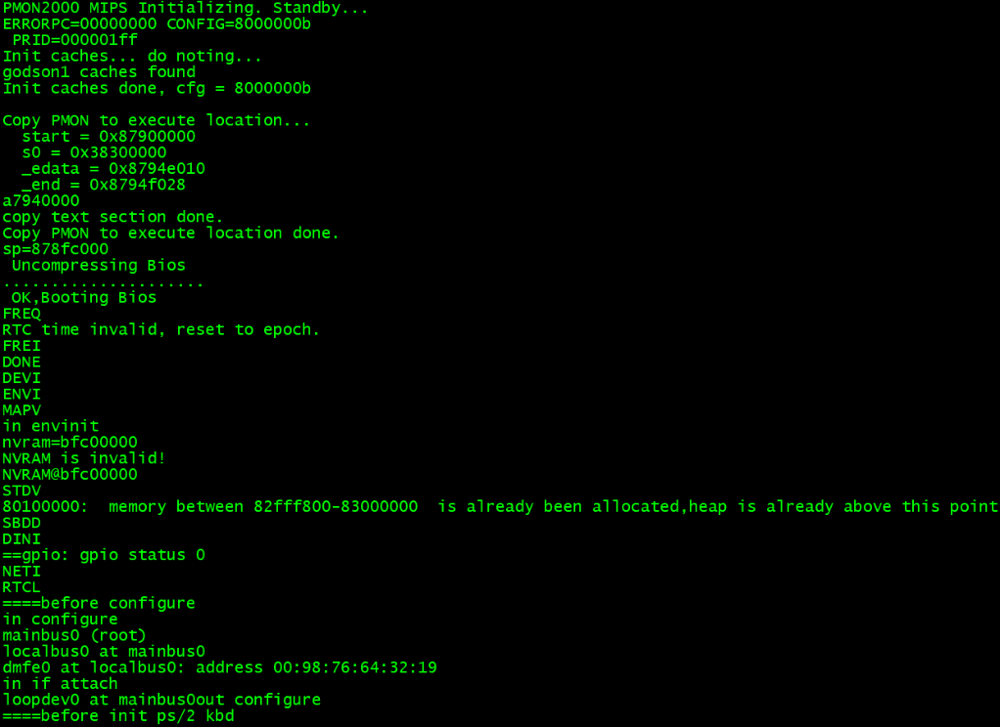 PMON2000 MIPS Initializing. Standby...
ERRORPC=00000000 CONFIG=8000000b
 PRID=000001ff
Init caches... do noting...
godson1 caches found
Init caches done, cfg = 8000000b

Copy PMON to execute location...
  start = 0x87900000
  s0 = 0x38300000
  _edata = 0x8794e010
  _end = 0x8794f028
a7940000
copy text section done.
Copy PMON to execute location done.
sp=878fc000
 Uncompressing Bios
.....................
 OK,Booting Bios
FREQ
RTC time invalid, reset to epoch.
FREI
DONE
DEVI
ENVI
MAPV
in envinit
nvram=bfc00000
NVRAM is invalid!
NVRAM@bfc00000
STDV
80100000:  memory between 82fff800-83000000  is already been allocated,heap is already above this point
SBDD
DINI
==gpio: gpio status 0
NETI
RTCL
====before configure
in configure
mainbus0 (root)
localbus0 at mainbus0
dmfe0 at localbus0: address 00:98:76:64:32:19
in if attach
loopdev0 at mainbus0out configure
====before init ps/2 kbd